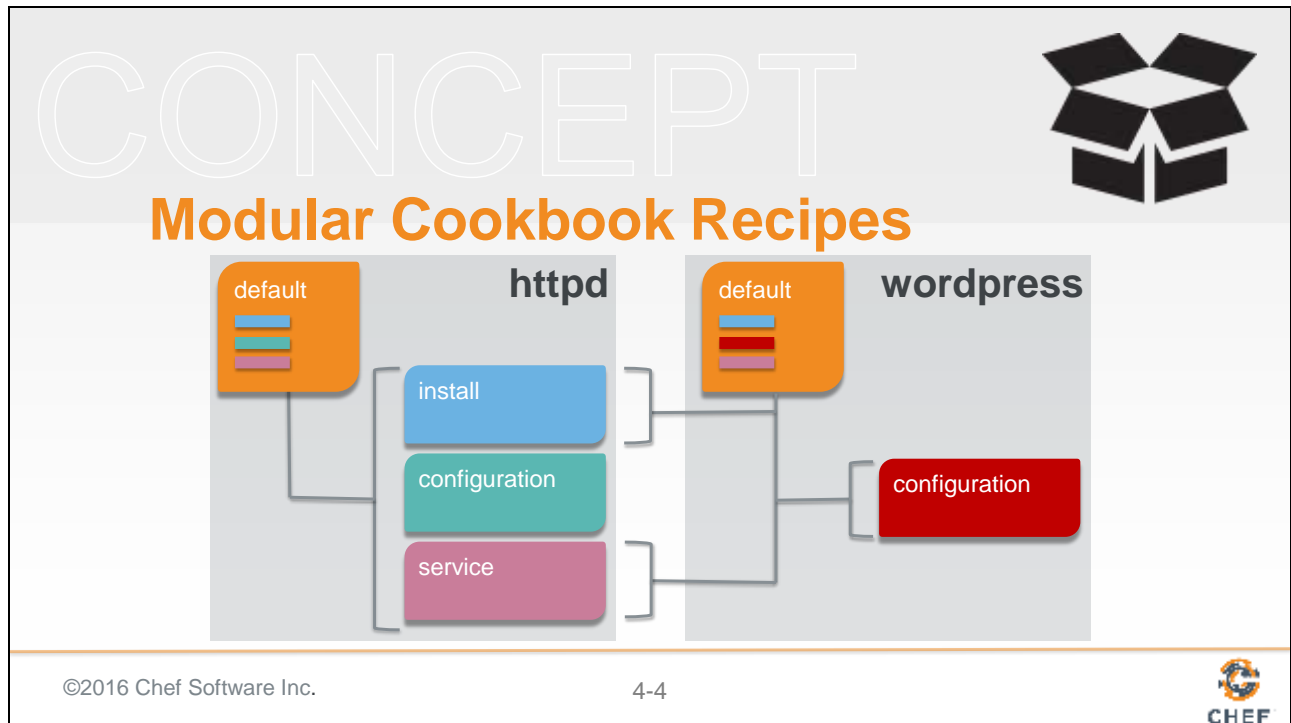 CONCEPT
Modular Cookbook Recipes
default
httpd
default
wordpress
install
configuration
configuration
service
©2016 Chef Software Inc.
4-4
CHEF